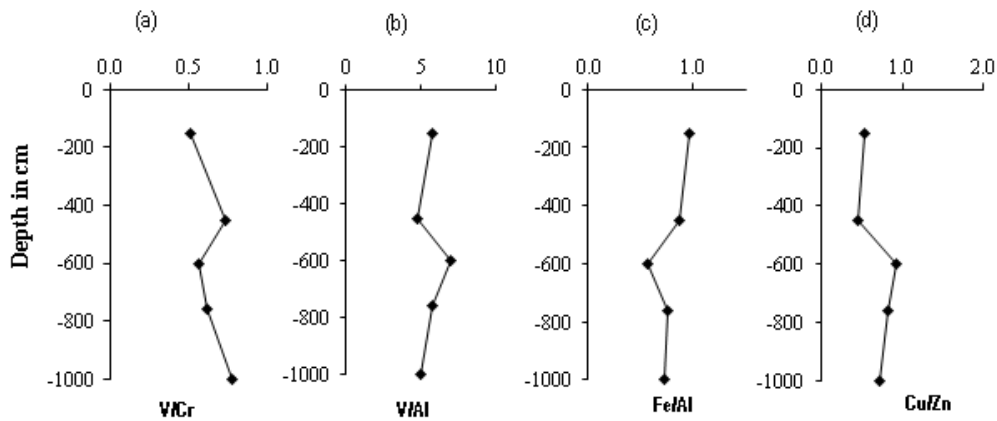 (a) (b) (c) (d)
0.0 0.5 1.0 0 5 10 0.0 1.0 0.0 1.0 2.0
0 0 0 0
-200 -200 -200 -200
-400 -400 -400 -400
-600 -600 -600 -600
-800 -800 -800 -800
-1000 -1000 -1000 -1000
Depth in cm
V/Cr V/Al Fe/Al Cu/Zn